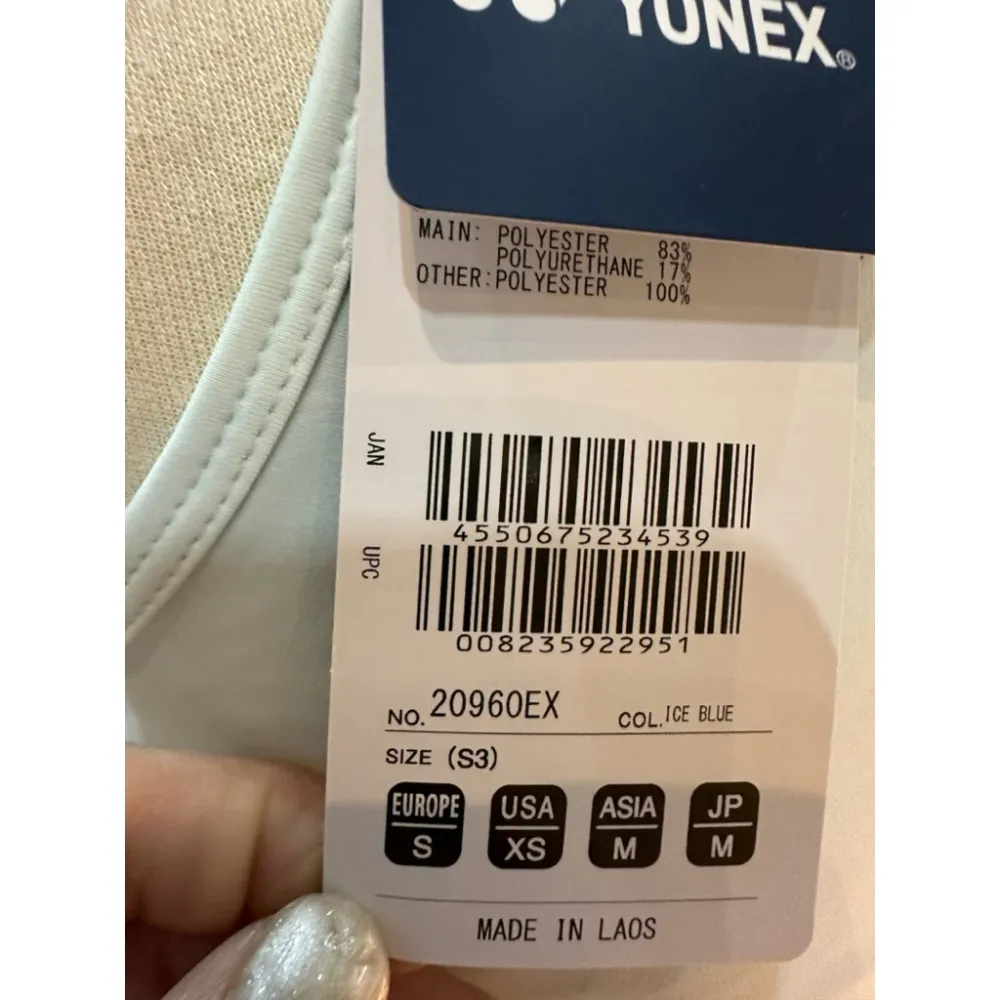 YONEX®
MAIN: POLYESTER 83%
POLYURETHANE 17%
OTHER: POLYESTER 100%
JAN
4550675234539
UPC
008235922951
NO. 20960EX COL. ICE BLUE
SIZE (S3)
EUROPE USA ASIA JP
S XS M M
MADE IN LAOS